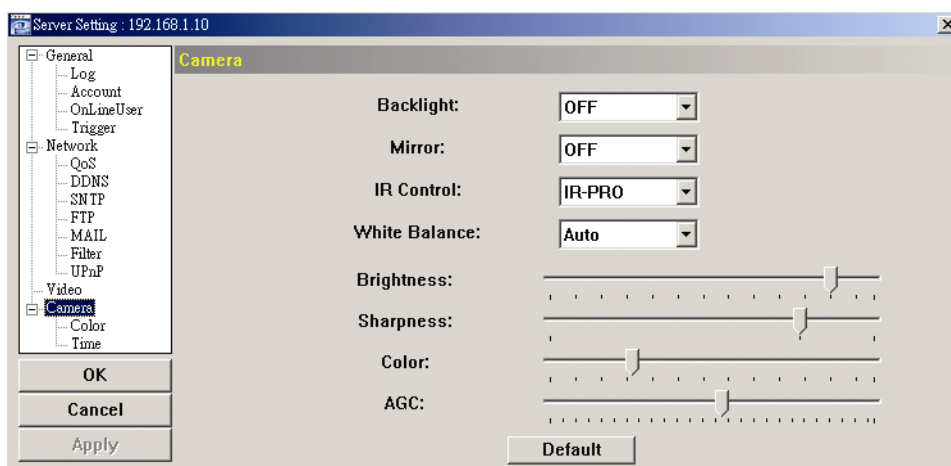 Server Setting : 192.168.1.10
General
Log
Account
OnLineUser
Trigger
Network
QoS
DDNS
SNTP
FTP
MAIL
Filter
UPnP
Video
Camera
Color
Time
OK
Cancel
Apply
Camera
Backlight: OFF
Mirror: OFF
IR Control: IR-PRO
White Balance: Auto
Brightness:
Sharpness:
Color:
AGC:
Default